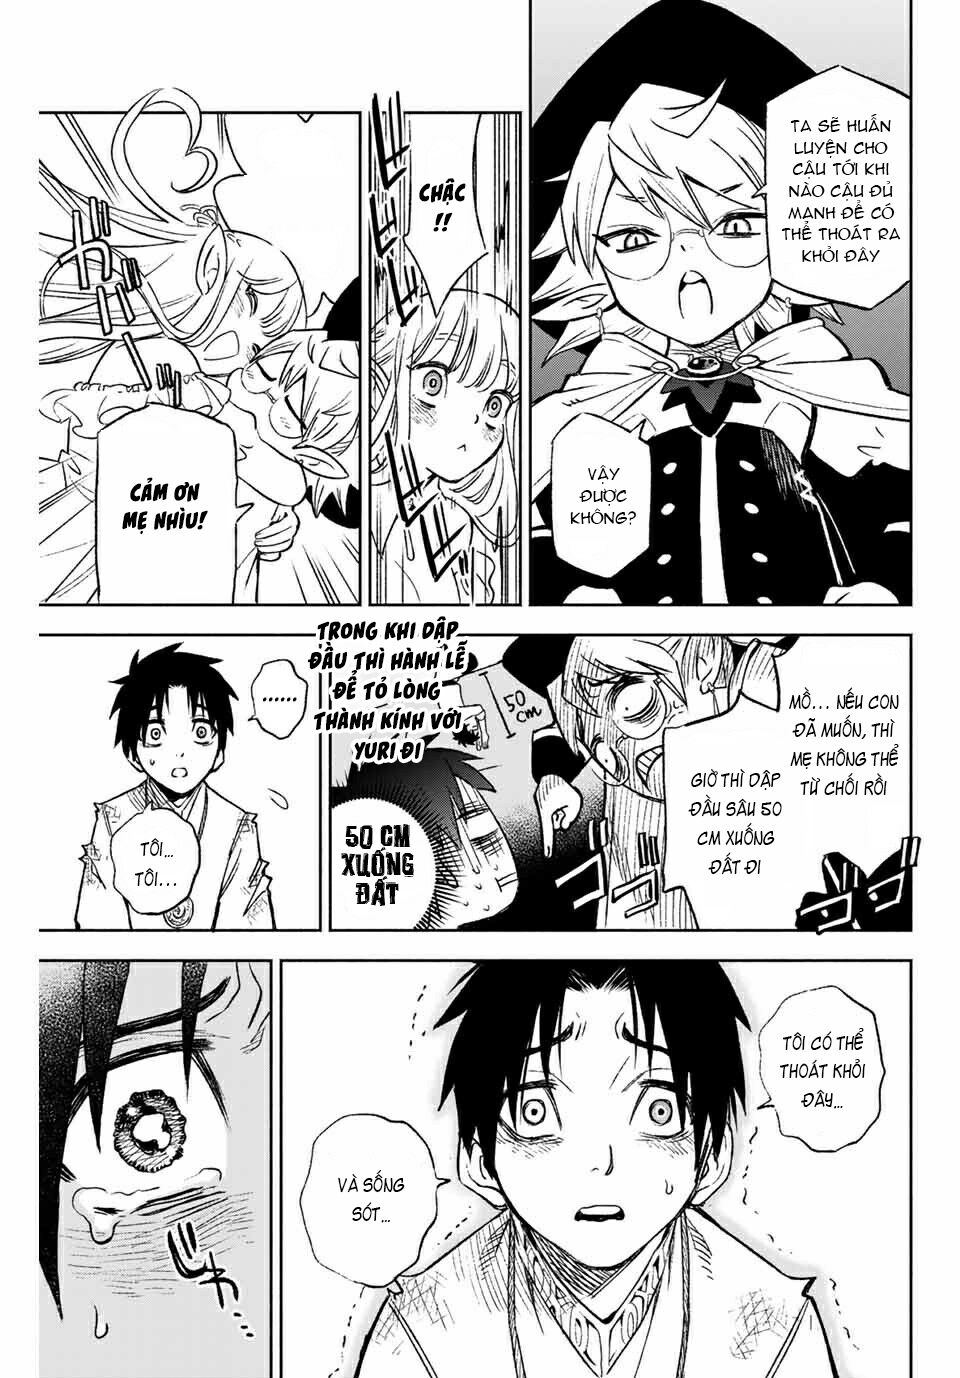 TA SẼ HUẤN
LUYỆN CHO
CẬU TỚI KHI
NÀO CẬU ĐỦ
MẠNH ĐỂ CÓ
THỂ THOÁT RA
KHỎI ĐÂY
VẬY
ĐƯỢC
KHÔNG?
CHẬC
!!
CẢM ƠN
MẸ NHÌU!
MỒ... NẾU CON
ĐÃ MUỐN, THÌ
MẸ KHÔNG THỂ
TỪ CHỐI RỒI
GIỜ THÌ DẬP
ĐẦU SÂU 50
CM XUỐNG
ĐẤT ĐI
50
cm
TRONG KHI DẬP
ĐẦU THÌ HÀNH LỄ
ĐỂ TỎ LÒNG
THÀNH KÍNH VỚI
YURI ĐI
50 CM
XUỐNG
ĐẤT
......
TÔI...
TÔI...
TÔI CÓ THỂ
THOÁT KHỎI
ĐÂY...
VÀ SỐNG
SÓT...